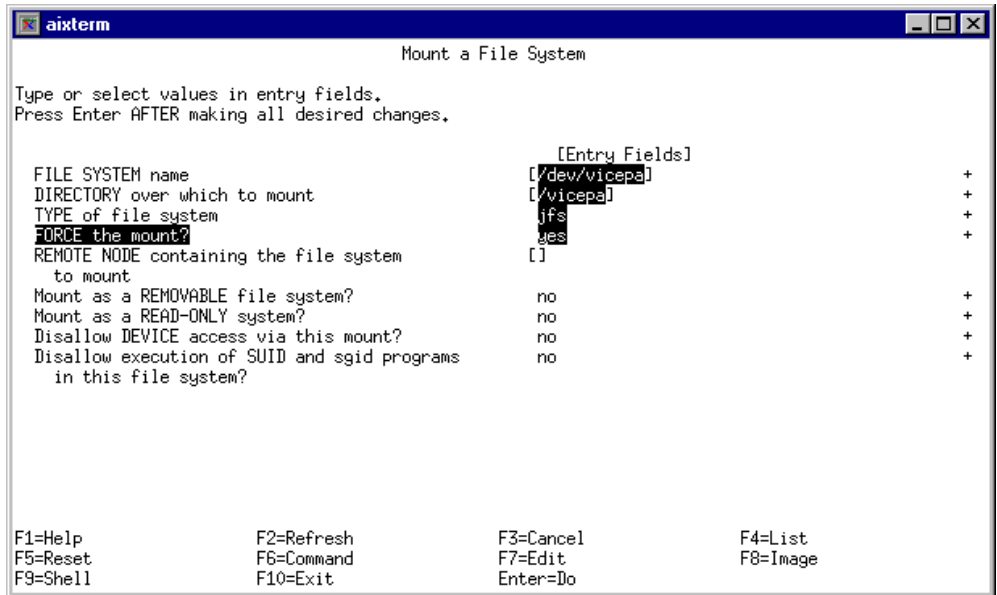 aixterm
Mount a File System
Type or select values in entry fields.
Press Enter AFTER making all desired changes.
[Entry Fields]
FILE SYSTEM name [/dev/vicepa] +
DIRECTORY over which to mount [/vicepa] +
TYPE of file system jfs +
FORCE the mount? yes +
REMOTE NODE containing the file system []
to mount
Mount as a REMOVABLE file system? no +
Mount as a READ-ONLY system? no +
Disallow DEVICE access via this mount? no +
Disallow execution of SUID and sgid programs no +
in this file system?
F1=Help F2=Refresh F3=Cancel F4=List
F5=Reset F6=Command F7=Edit F8=Image
F9=Shell F10=Exit Enter=Do